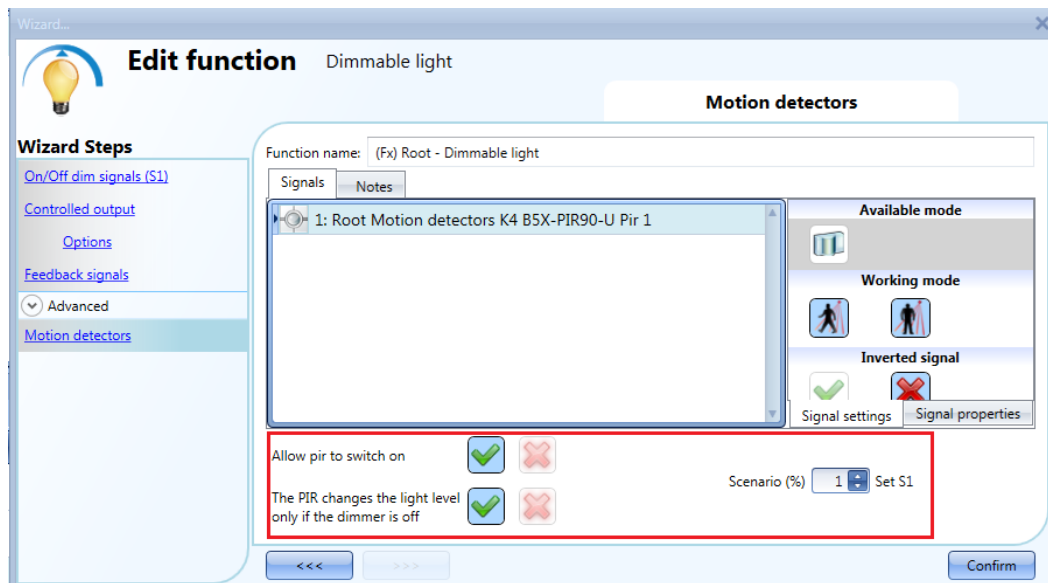 Wizard...
Edit function Dimmable light
Motion detectors
Wizard Steps
On/Off dim signals (S1)
Controlled output
Options
Feedback signals
Advanced
Motion detectors
Function name: (Fx) Root - Dimmable light
Signals Notes
1: Root Motion detectors K4 B5X-PIR90-U Pir 1
Available mode
Working mode
Inverted signal
Signal settings Signal properties
Allow pir to switch on
The PIR changes the light level
only if the dimmer is off
Scenario (%) 1 Set S1
<<< >>> Confirm